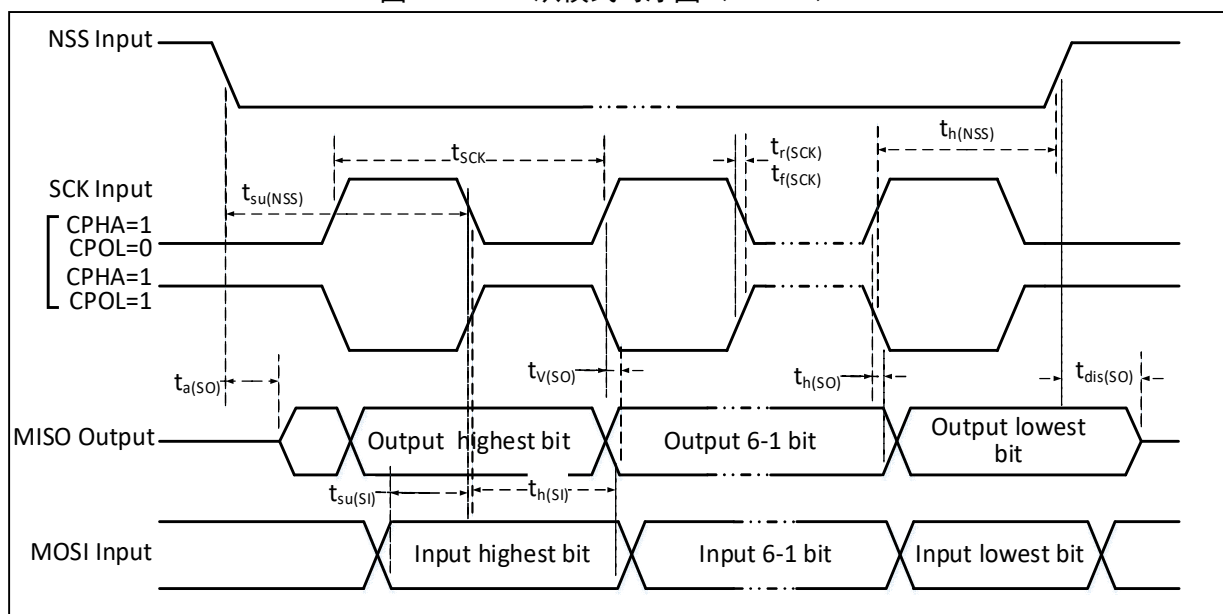 NSS Input
t_h(NSS)
t_SCK
t_r(SCK)
t_f(SCK)
SCK Input
t_su(NSS)
CPHA=1
CPOL=0
CPHA=1
CPOL=1
t_a(SO)
t_V(SO)
t_h(SO)
t_dis(SO)
MISO Output
Output highest bit
Output 6-1 bit
Output lowest
bit
t_su(SI)
t_h(SI)
MOSI Input
Input highest bit
Input 6-1 bit
Input lowest bit